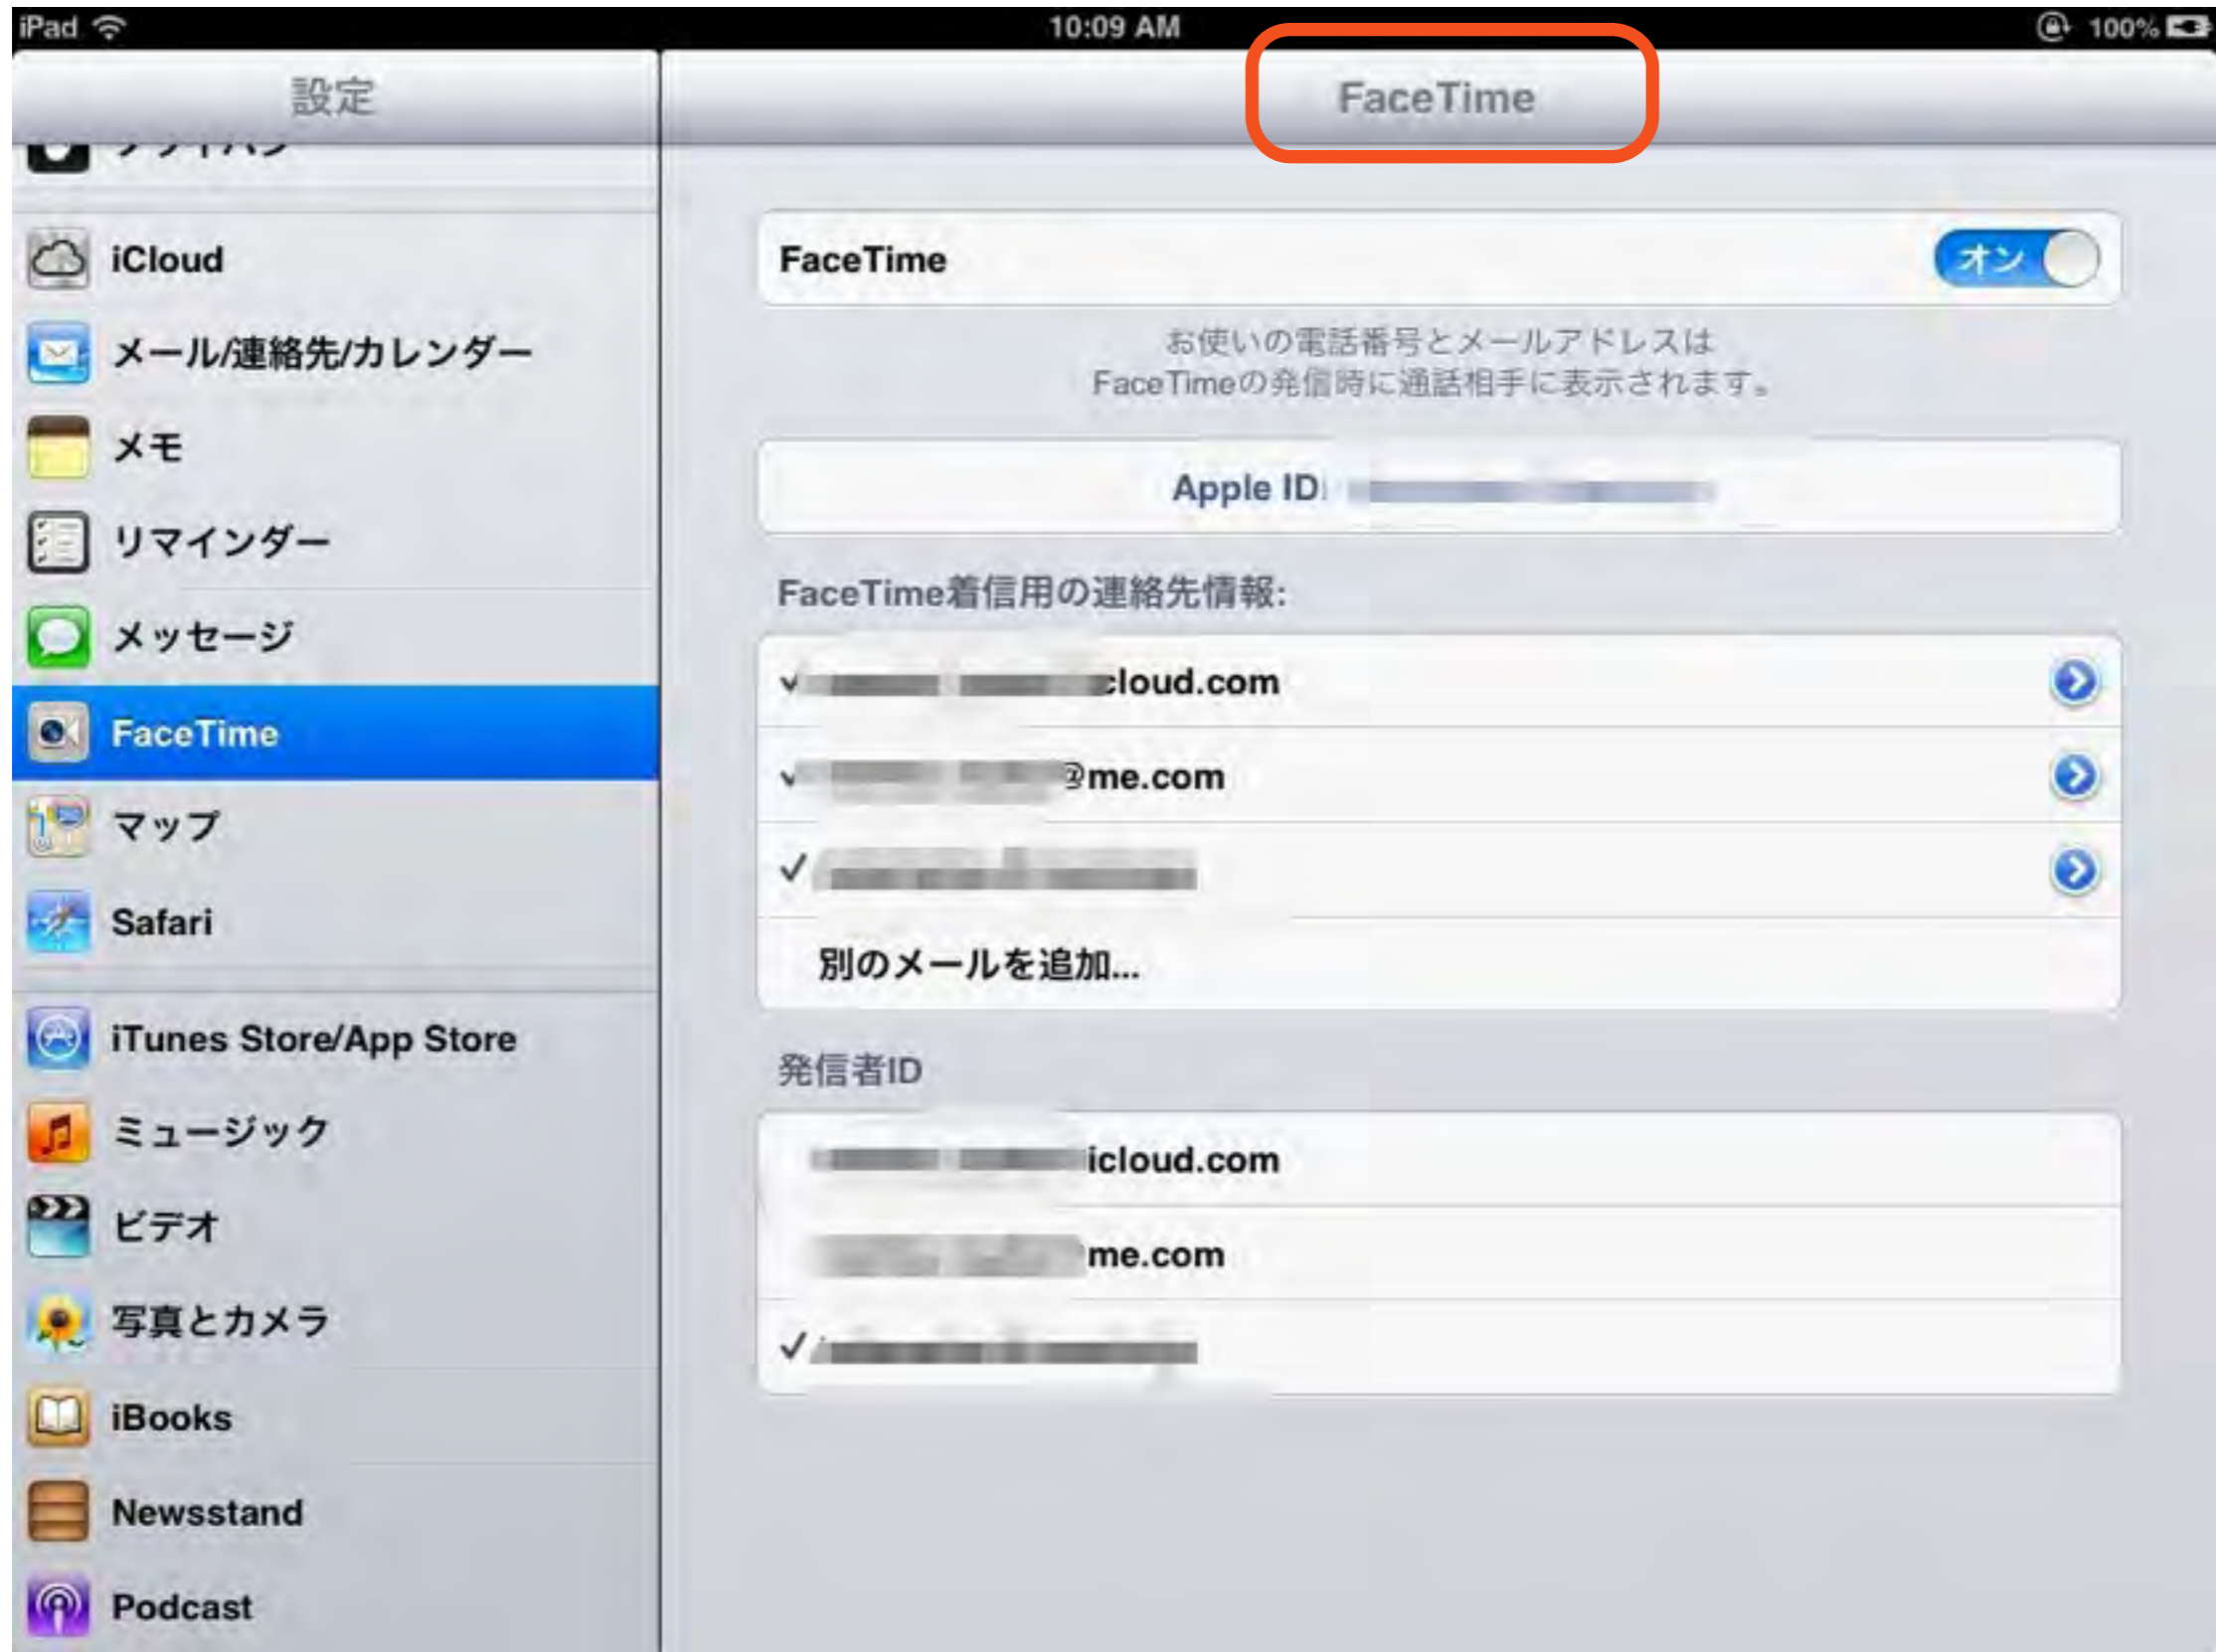 iPad
10:09 AM
100%
設定
FaceTime
iCloud
メール/連絡先/カレンダー
メモ
リマインダー
メッセージ
FaceTime
マップ
Safari
iTunes Store/App Store
ミュージック
ビデオ
写真とカメラ
iBooks
Newsstand
Podcast
FaceTime
オン
お使いの電話番号とメールアドレスは
FaceTimeの発信時に通話相手に表示されます。
Apple ID:
FaceTime着信用の連絡先情報:
cloud.com
@me.com
別のメールを追加...
発信者ID
icloud.com
me.com